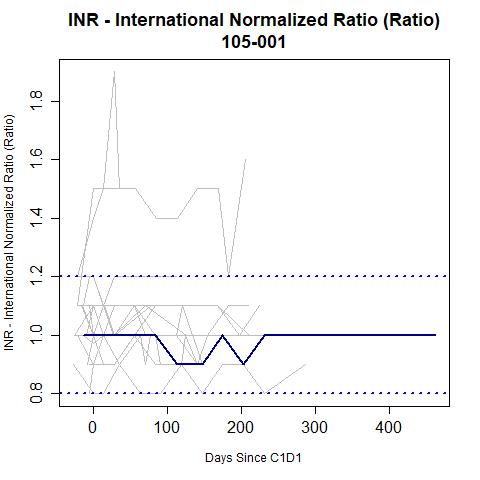 INR - International Normalized Ratio (Ratio)
105-001
INR - International Normalized Ratio (Ratio)
1.8
1.6
1.4
1.2
1.0
0.8
0 100 200 300 400
Days Since C1D1